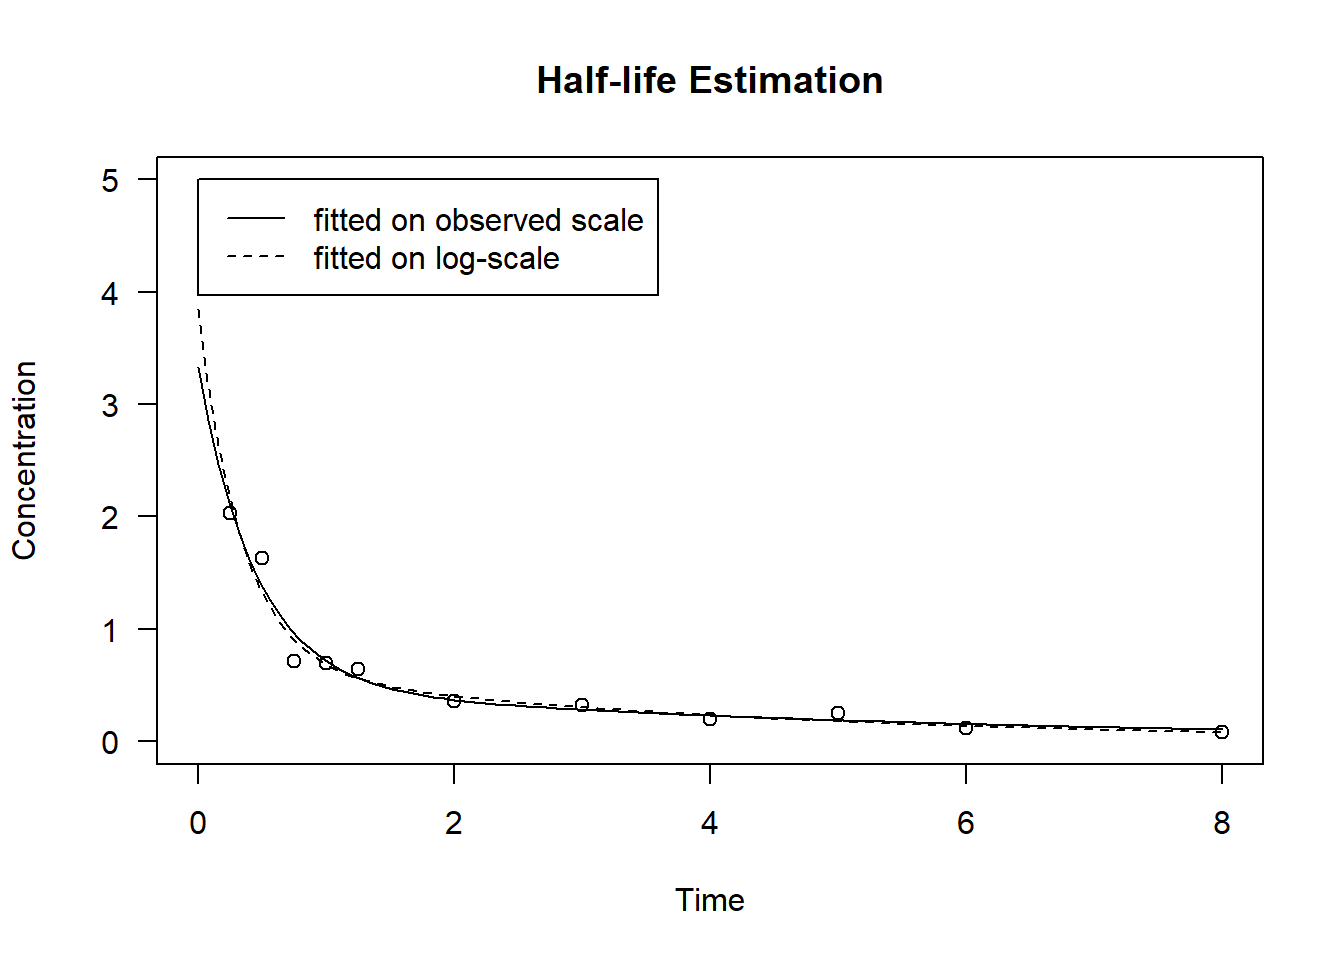 Half-life Estimation
5
4
3
2
1
0
fitted on observed scale
fitted on log-scale
Concentration
0 2 4 6 8
Time